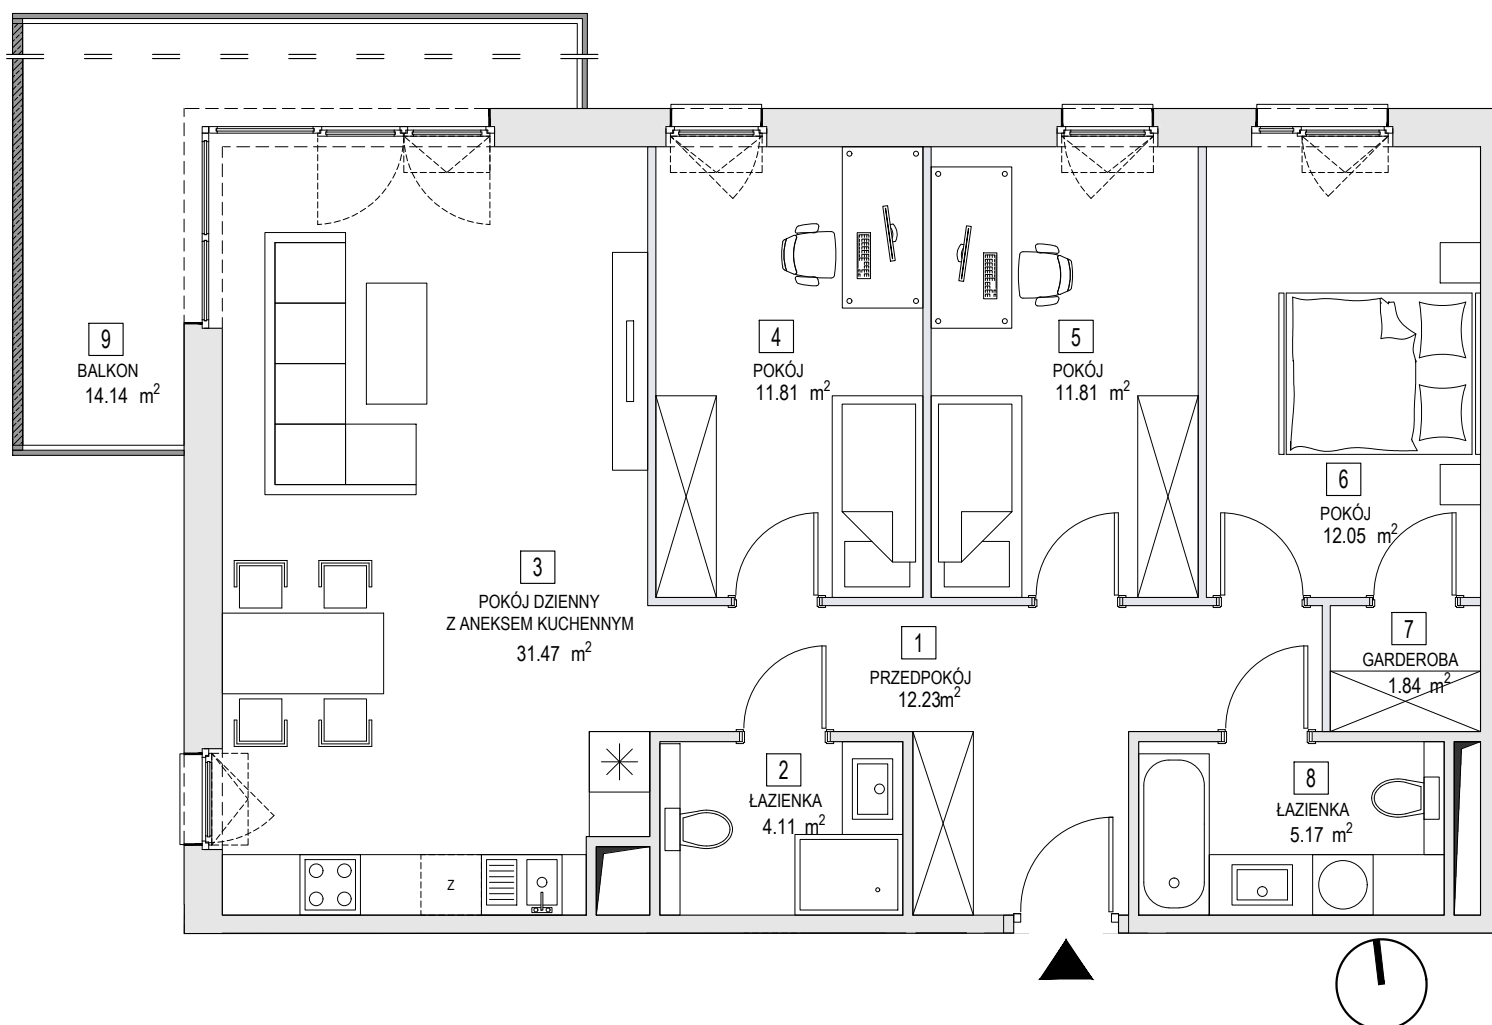 9
BALKON
14.14 m²
4
POKÓJ
11.81 m²
5
POKÓJ
11.81 m²
6
POKÓJ
12.05 m²
3
POKÓJ DZIENNY
Z ANEKSEM KUCHENNYM
31.47 m²
1
PRZEDPOKÓJ
12.23m²
7
GARDEROBA
1.84 m²
2
ŁAZIENKA
4.11 m²
8
ŁAZIENKA
5.17 m²
Z